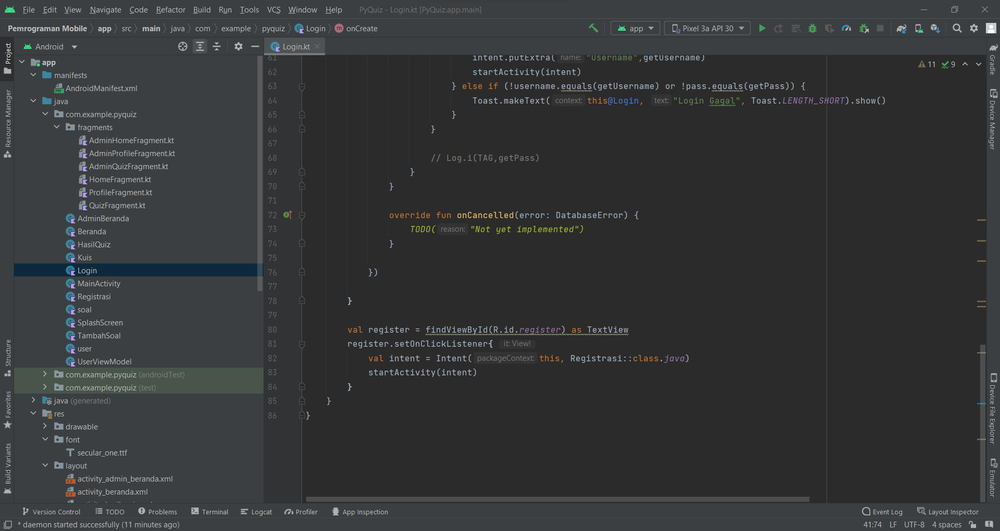 File Edit View Navigate Code Refactor Build Run Tools VCS Window Help PyQuiz - Login.kt [PyQuiz.app.main]
Pemrograman Mobile app src main java com example pyquiz Login onCreate app Pixel 3a API 30
Project
Resource Manager
Structure
Favorites
Build Variants
Android
app
manifests
AndroidManifest.xml
java
com.example.pyquiz
fragments
AdminHomeFragment.kt
AdminProfileFragment.kt
AdminQuizFragment.kt
HomeFragment.kt
ProfileFragment.kt
QuizFragment.kt
AdminBeranda
Beranda
HasilQuiz
Kuis
Login
MainActivity
Registrasi
soal
SplashScreen
TambahSoal
user
UserViewModel
com.example.pyquiz (androidTest)
com.example.pyquiz (test)
java (generated)
res
drawable
font
secular_one.ttf
layout
activity_admin_beranda.xml
activity_beranda.xml
Login.kt
11 9
61 intent.putExtra( name: "Username",getUsername)
62 startActivity(intent)
63 } else if (!username.equals(getUsername) or !pass.equals(getPass)) {
64 Toast.makeText( context: this@Login, text: "Login Gagal", Toast.LENGTH_SHORT).show()
65 }
66 }
67
68 // Log.i(TAG,getPass)
69 }
70 }
71
72 override fun onCancelled(error: DatabaseError) {
73 TODO( reason: "Not yet implemented")
74 }
75
76 })
77
78 }
79
80 val register = findViewById(R.id.register) as TextView
81 register.setOnClickListener{ it: View!
82 val intent = Intent( packageContext: this, Registrasi::class.java)
83 startActivity(intent)
84 }
85 }
86 }
Gradle
Device Manager
Device File Explorer
Emulator
Version Control TODO Problems Terminal Logcat Profiler App Inspection Event Log Layout Inspector
* daemon started successfully (11 minutes ago) 41:74 LF UTF-8 4 spaces